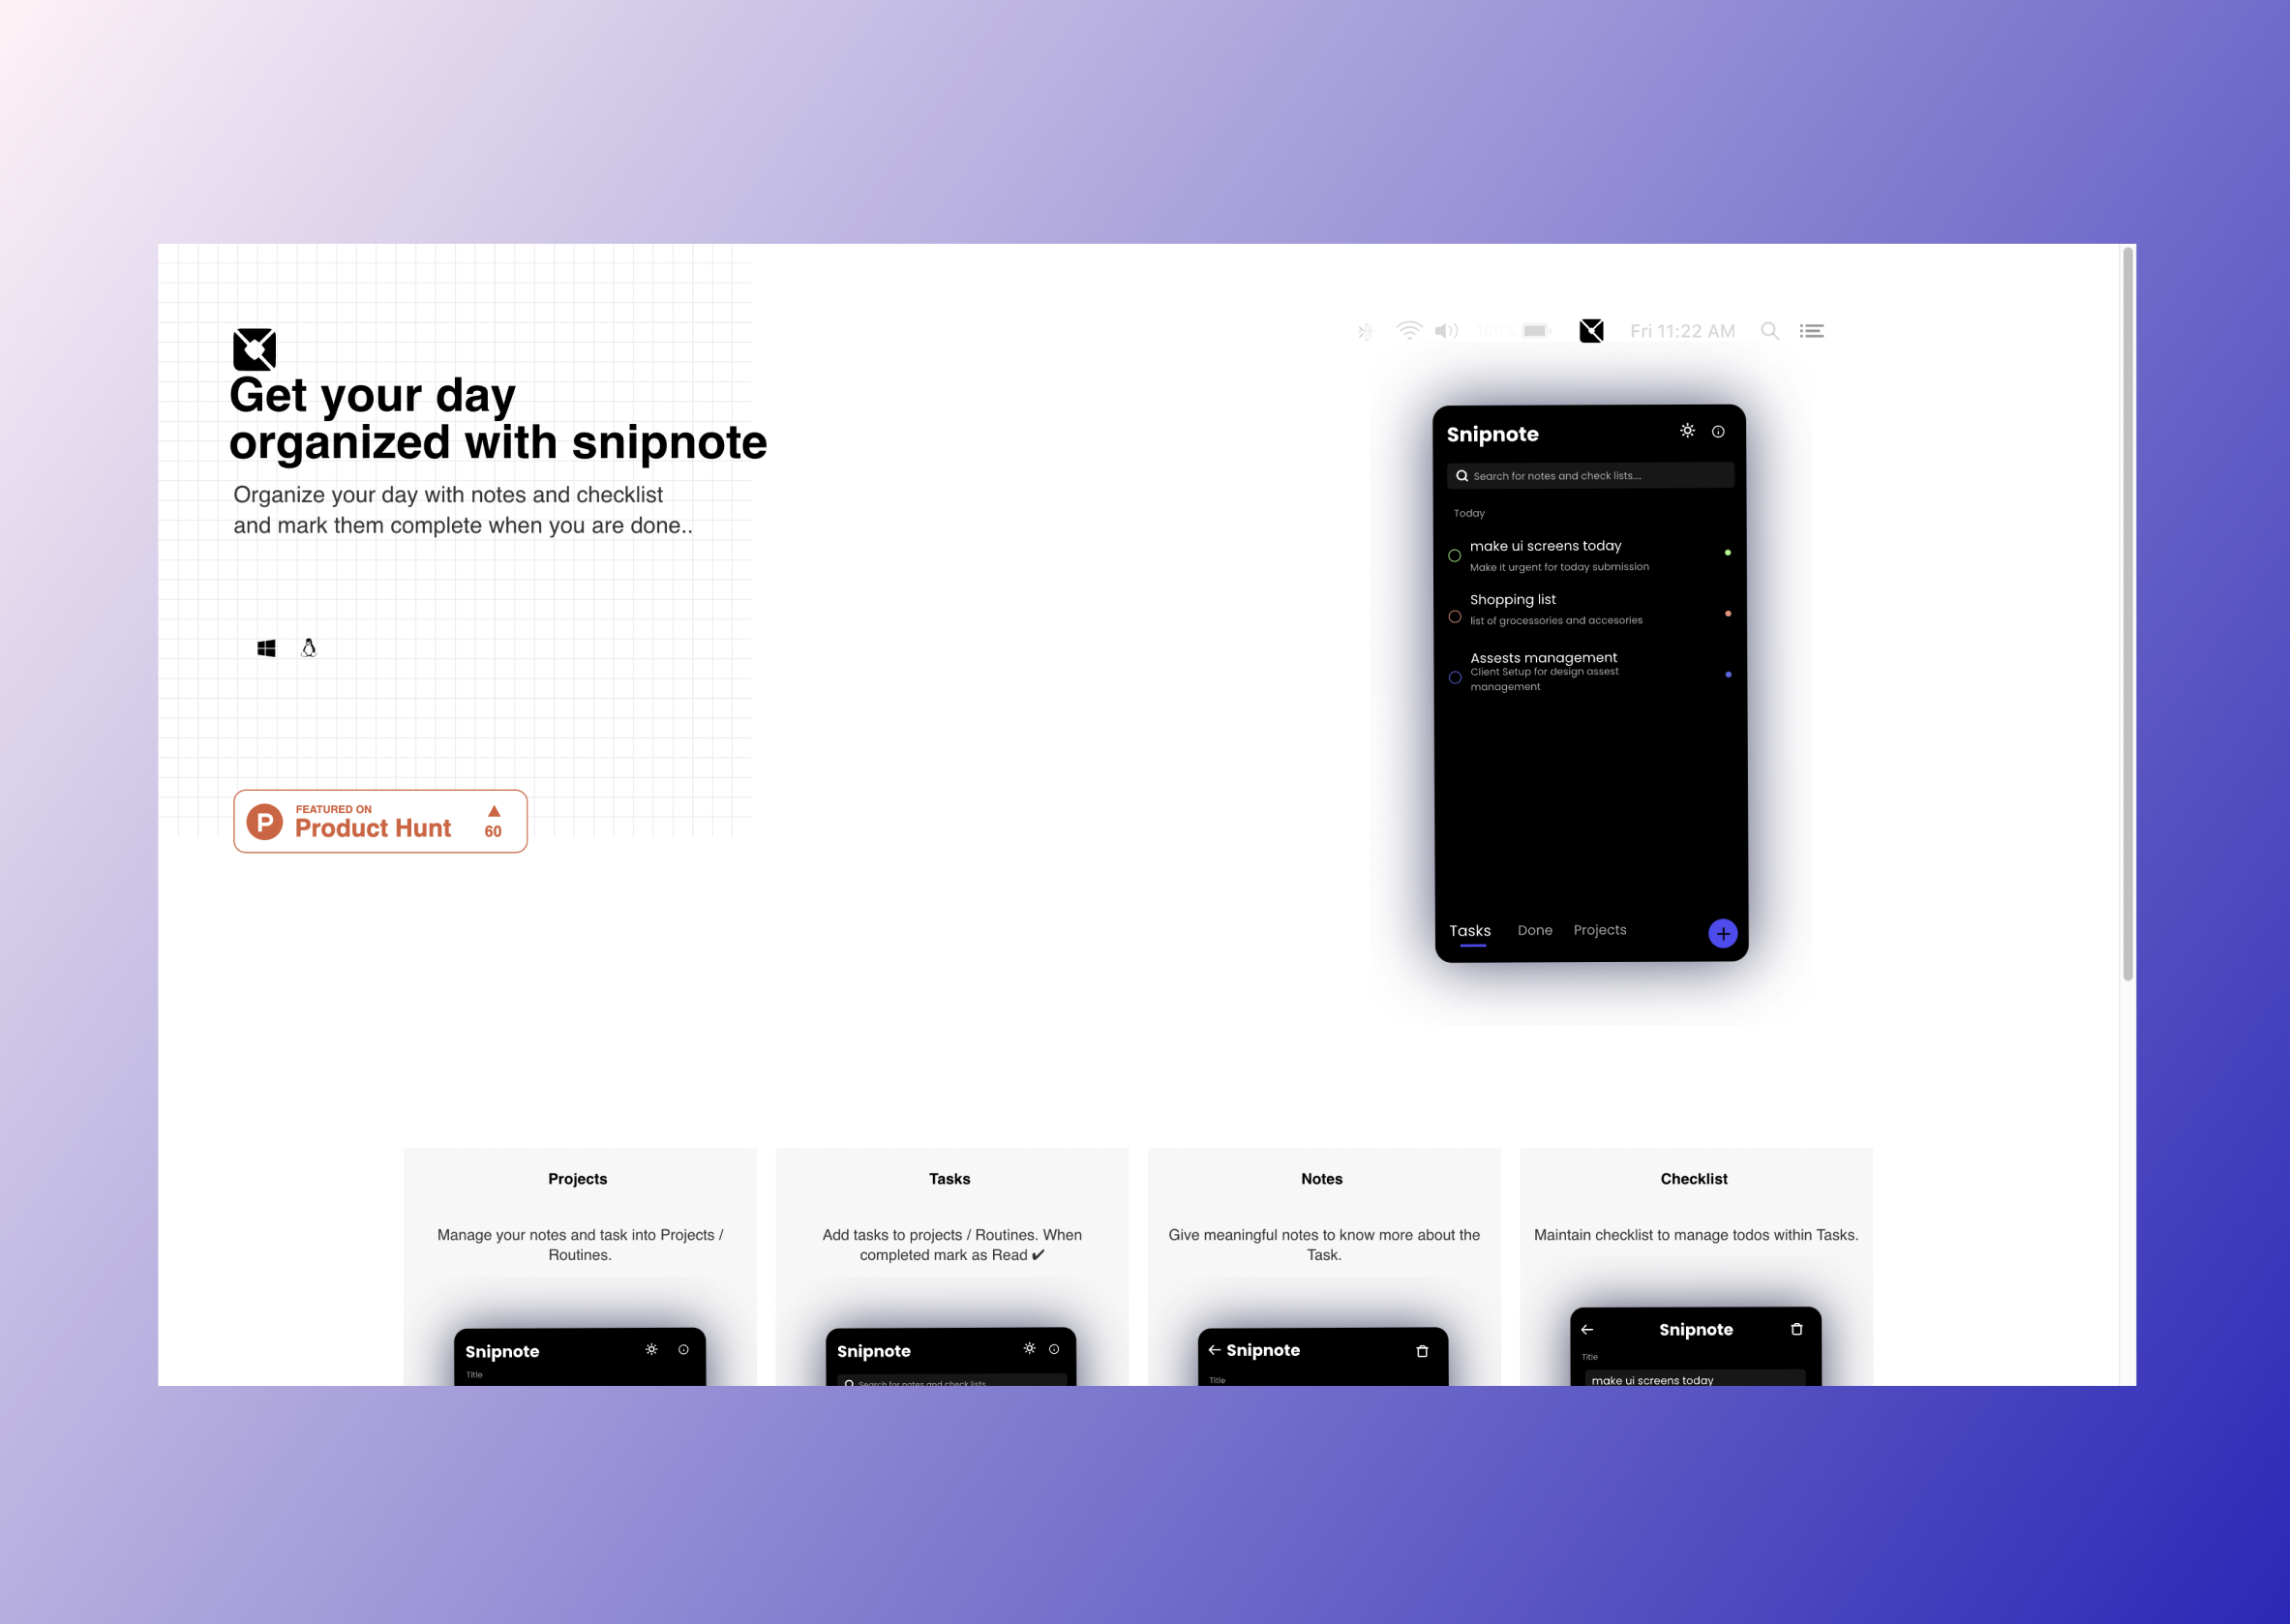 Get your day
organized with snipnote
Organize your day with notes and checklist
and mark them complete when you are done..
FEATURED ON
Product Hunt
60
100%
Fri 11:22 AM
Snipnote
Search for notes and check lists....
Today
make ui screens today
Make it urgent for today submission
Shopping list
list of grocessories and accesories
Assests management
Client Setup for design assest
management
Tasks Done Projects
Projects
Manage your notes and task into Projects /
Routines.
Snipnote
Title
Tasks
Add tasks to projects / Routines. When
completed mark as Read ✔
Snipnote
Search for notes and check lists
Notes
Give meaningful notes to know more about the
Task.
Snipnote
Title
Checklist
Maintain checklist to manage todos within Tasks.
Snipnote
Title
make ui screens today